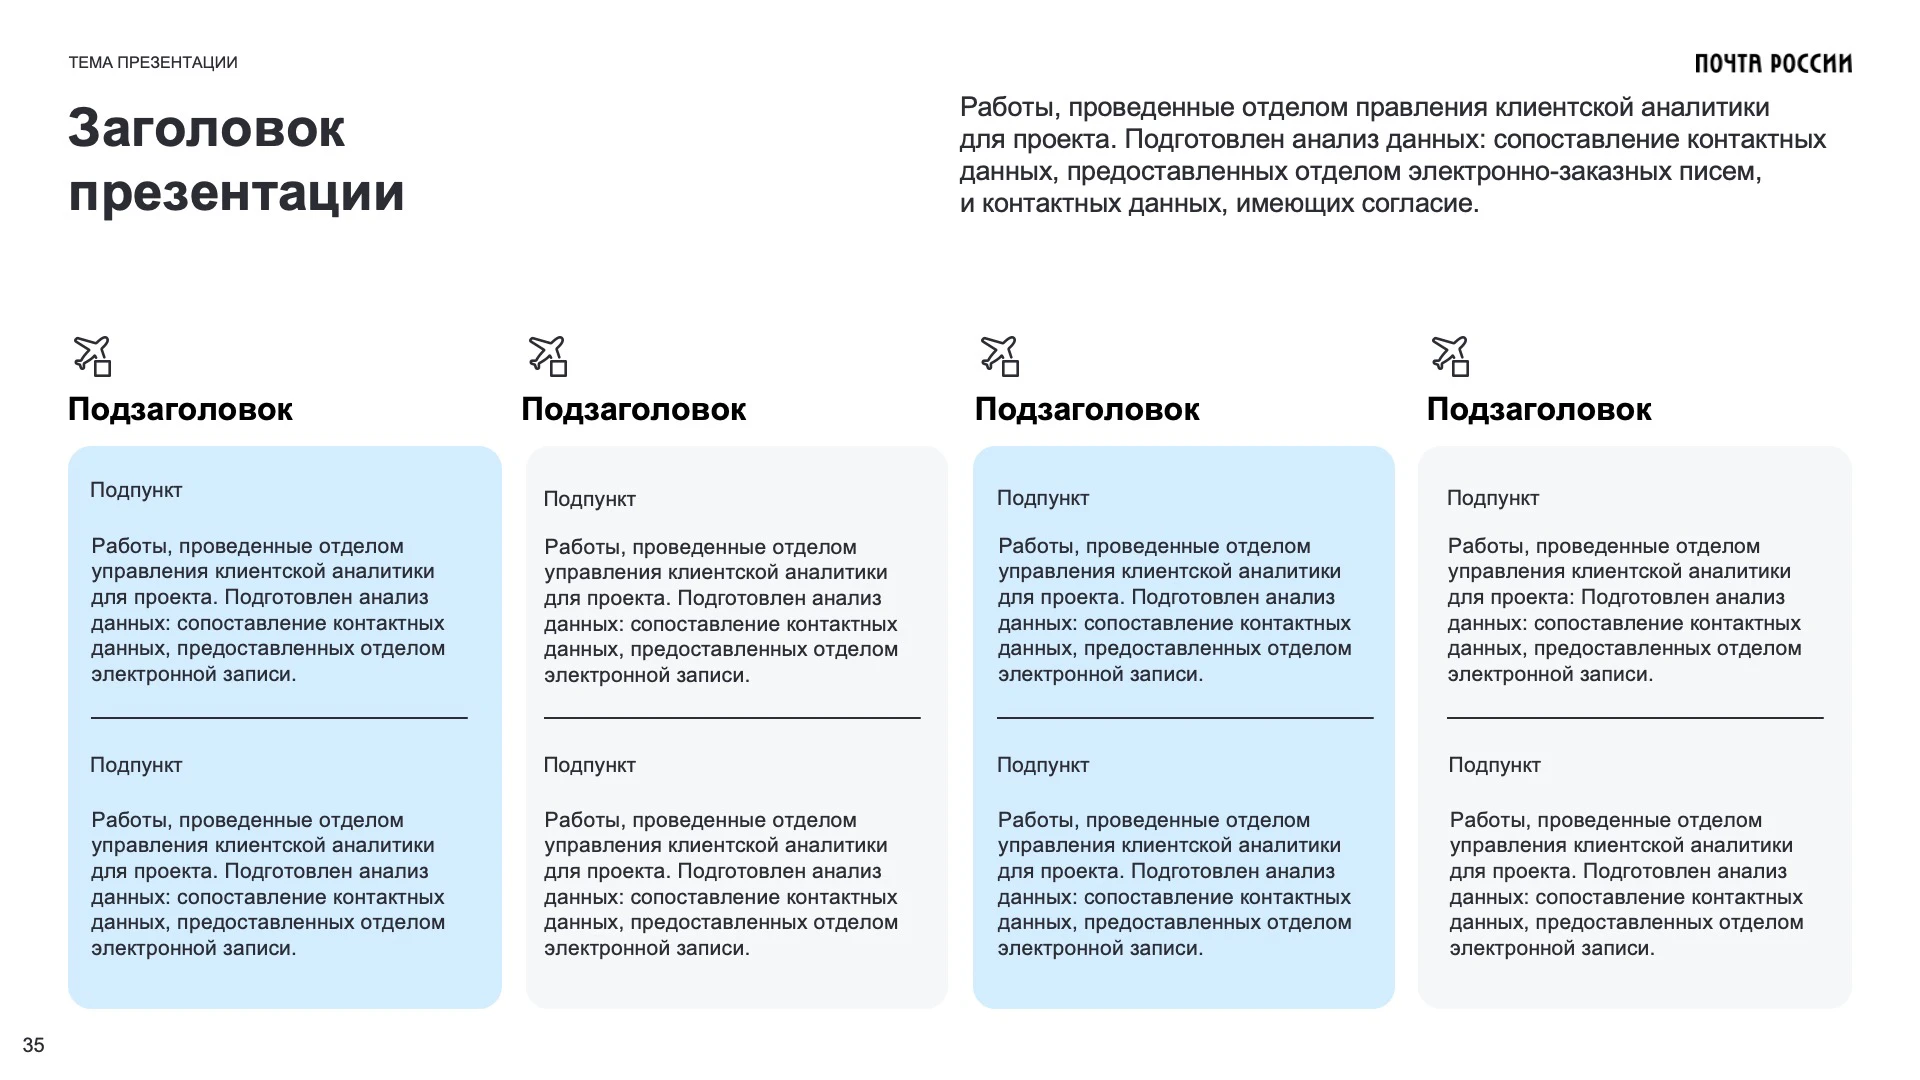 ТЕМА ПРЕЗЕНТАЦИИ
ПОЧТА РОССИИ
Заголовок
презентации
Работы, проведенные отделом правления клиентской аналитики
для проекта. Подготовлен анализ данных: сопоставление контактных
данных, предоставленных отделом электронно-заказных писем,
и контактных данных, имеющих согласие.
Подзаголовок
Подпункт
Работы, проведенные отделом
управления клиентской аналитики
для проекта. Подготовлен анализ
данных: сопоставление контактных
данных, предоставленных отделом
электронной записи.
Подпункт
Работы, проведенные отделом
управления клиентской аналитики
для проекта. Подготовлен анализ
данных: сопоставление контактных
данных, предоставленных отделом
электронной записи.
Подзаголовок
Подпункт
Работы, проведенные отделом
управления клиентской аналитики
для проекта. Подготовлен анализ
данных: сопоставление контактных
данных, предоставленных отделом
электронной записи.
Подпункт
Работы, проведенные отделом
управления клиентской аналитики
для проекта. Подготовлен анализ
данных: сопоставление контактных
данных, предоставленных отделом
электронной записи.
Подзаголовок
Подпункт
Работы, проведенные отделом
управления клиентской аналитики
для проекта. Подготовлен анализ
данных: сопоставление контактных
данных, предоставленных отделом
электронной записи.
Подпункт
Работы, проведенные отделом
управления клиентской аналитики
для проекта. Подготовлен анализ
данных: сопоставление контактных
данных, предоставленных отделом
электронной записи.
Подзаголовок
Подпункт
Работы, проведенные отделом
управления клиентской аналитики
для проекта: Подготовлен анализ
данных: сопоставление контактных
данных, предоставленных отделом
электронной записи.
Подпункт
Работы, проведенные отделом
управления клиентской аналитики
для проекта. Подготовлен анализ
данных: сопоставление контактных
данных, предоставленных отделом
электронной записи.
35